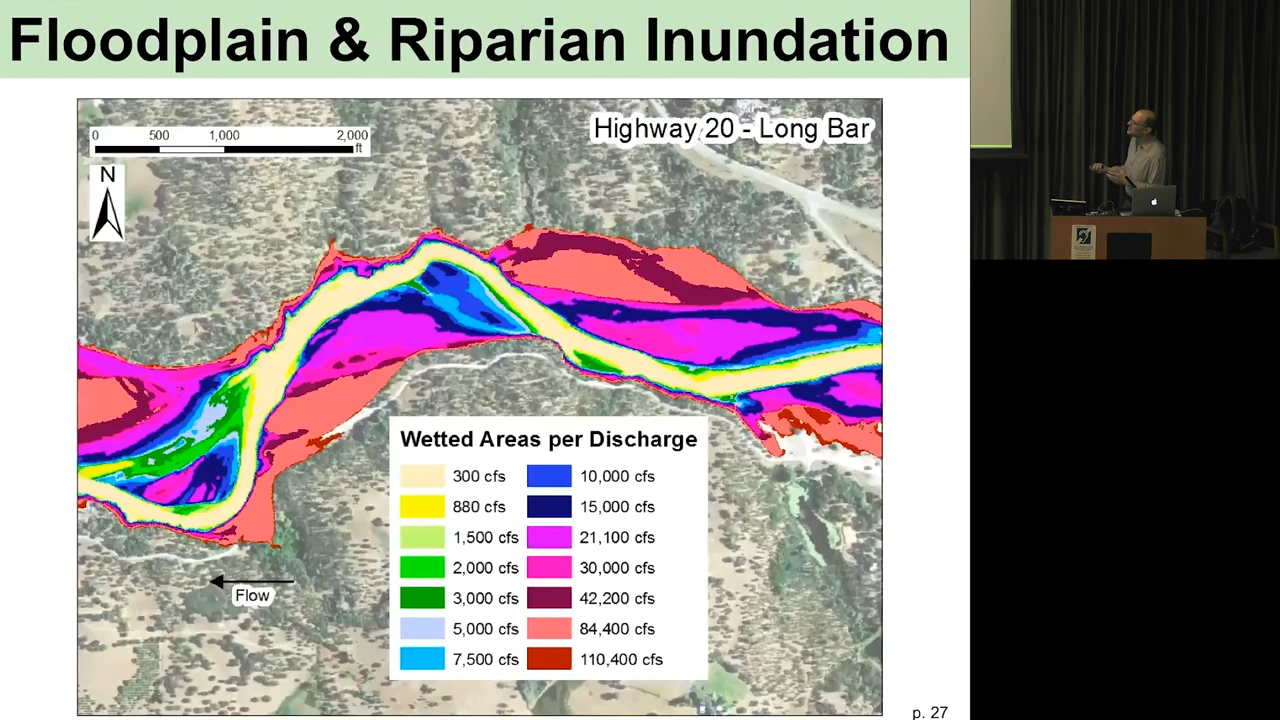 Floodplain & Riparian Inundation
0 500 1,000 2,000
ft
Highway 20 - Long Bar
N
Wetted Areas per Discharge
300 cfs 10,000 cfs
880 cfs 15,000 cfs
1,500 cfs 21,100 cfs
2,000 cfs 30,000 cfs
3,000 cfs 42,200 cfs
5,000 cfs 84,400 cfs
7,500 cfs 110,400 cfs
Flow
p. 27